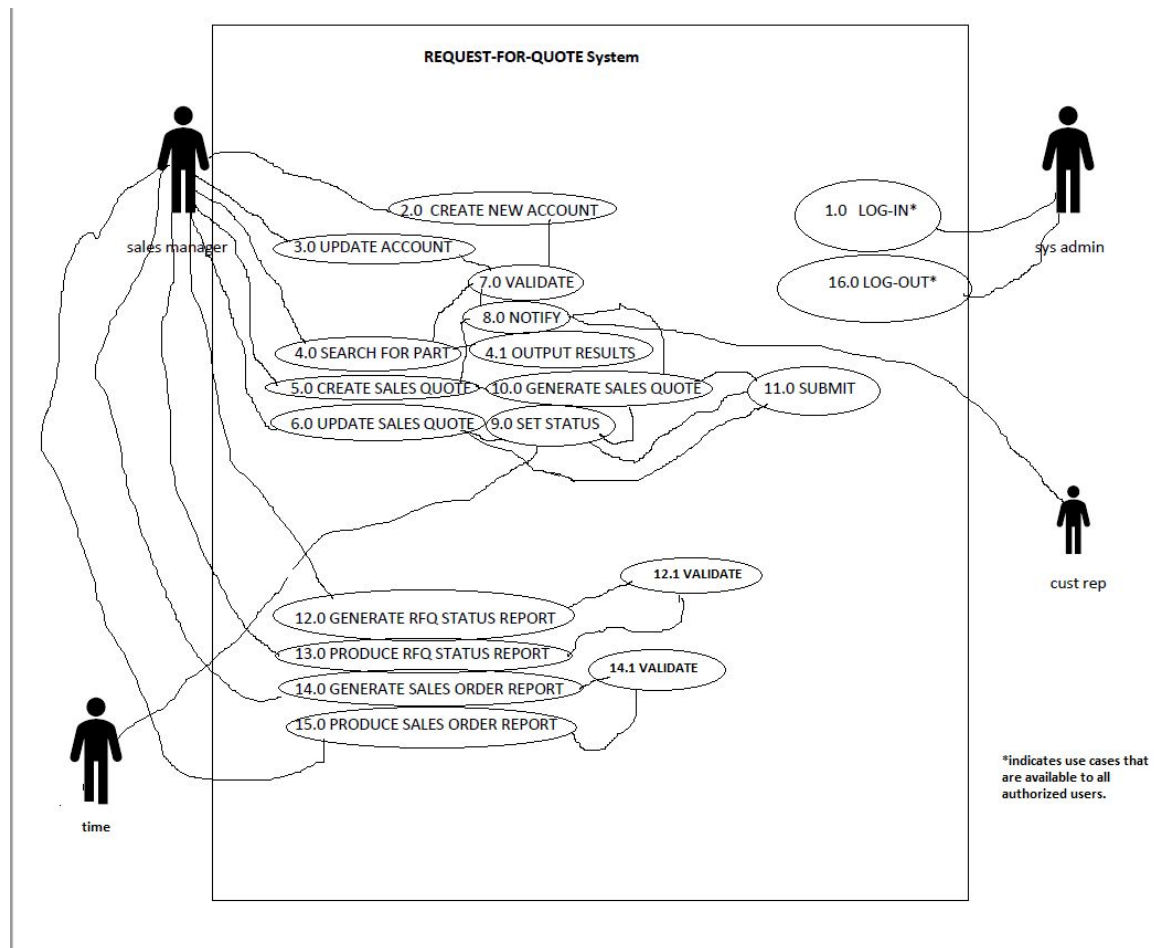 REQUEST-FOR-QUOTE System
2.0 CREATE NEW ACCOUNT
1.0 LOG-IN*
sales manager
3.0 UPDATE ACCOUNT
sys admin
7.0 VALIDATE
16.0 LOG-OUT*
8.0 NOTIFY
4.0 SEARCH FOR PART
4.1 OUTPUT RESULTS
5.0 CREATE SALES QUOTE
10.0 GENERATE SALES QUOTE
11.0 SUBMIT
6.0 UPDATE SALES QUOTE
9.0 SET STATUS
12.1 VALIDATE
cust rep
12.0 GENERATE RFQ STATUS REPORT
13.0 PRODUCE RFQ STATUS REPORT
14.1 VALIDATE
14.0 GENERATE SALES ORDER REPORT
15.0 PRODUCE SALES ORDER REPORT
*indicates use cases that
are available to all
authorized users.
time